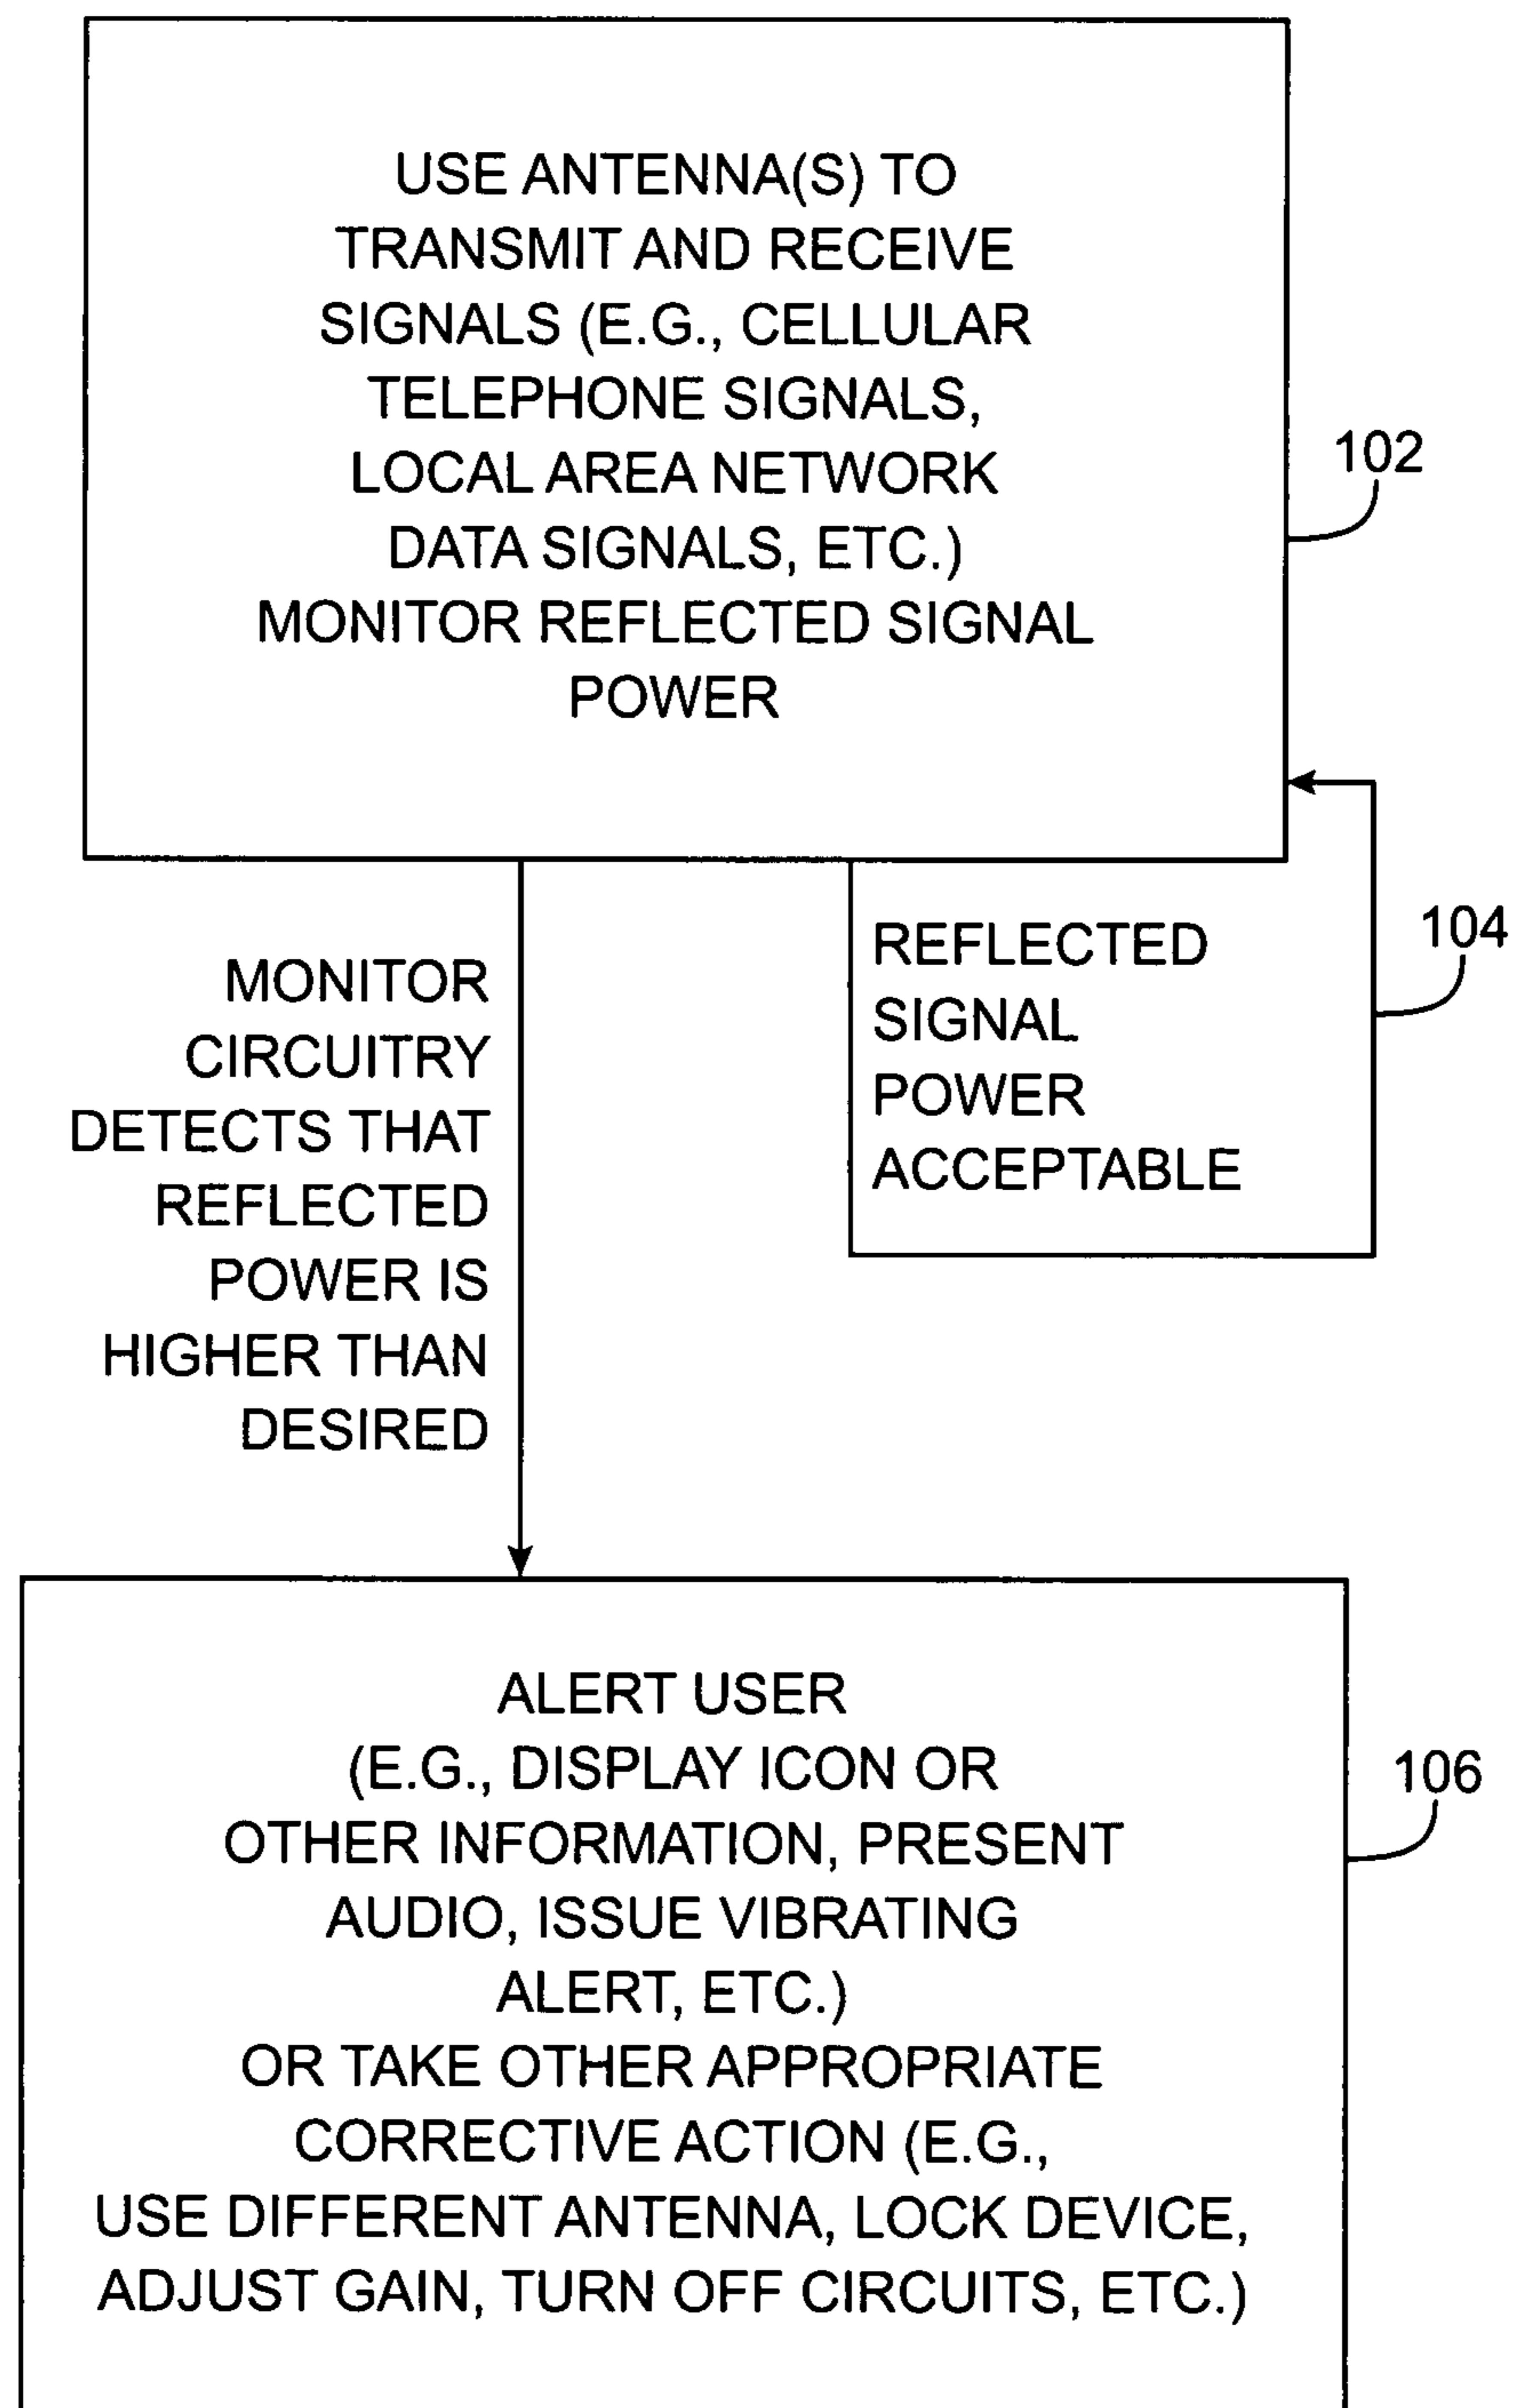 USE ANTENNA(S) TO
TRANSMIT AND RECEIVE
SIGNALS (E.G., CELLULAR
TELEPHONE SIGNALS,
LOCAL AREA NETWORK
DATA SIGNALS, ETC.)
MONITOR REFLECTED SIGNAL
POWER
102
MONITOR
CIRCUITRY
DETECTS THAT
REFLECTED
POWER IS
HIGHER THAN
DESIRED
REFLECTED
SIGNAL
POWER
ACCEPTABLE
104
ALERT USER
(E.G., DISPLAY ICON OR
OTHER INFORMATION, PRESENT
AUDIO, ISSUE VIBRATING
ALERT, ETC.)
OR TAKE OTHER APPROPRIATE
CORRECTIVE ACTION (E.G.,
USE DIFFERENT ANTENNA, LOCK DEVICE,
ADJUST GAIN, TURN OFF CIRCUITS, ETC.)
106